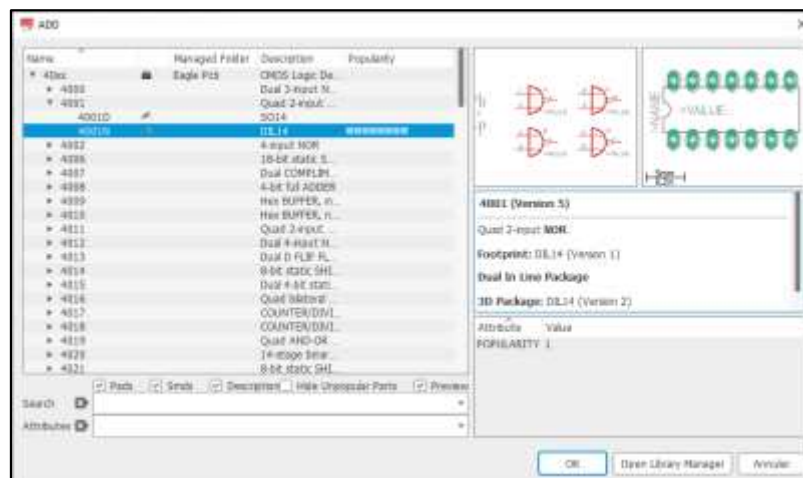 ADD
Name Managed Folder Description Popularity
40xx Eagle Pcb CMOS Logic De...
4000 Dual 3-input N...
4001 Quad 2-input ...
4001D SO14
4001N DIL14
4002 4-input NOR
4006 18-bit static S...
4007 Dual COMPLIM...
4008 4-bit full ADDER
4009 Hex BUFFER, in...
4010 Hex BUFFER, n...
4011 Quad 2-input ...
4012 Dual 4-input N...
4013 Dual D FLIP FL...
4014 8-bit static SHI...
4015 Dual 4-bit stati...
4016 Quad bilateral ...
4017 COUNTER/DIVI...
4018 COUNTER/DIVI...
4019 Quad AND-OR ...
4020 14-stage binar...
4021 8-bit static SHI...
Pads Smds Description Hide Unpopular Parts Preview
Search
Attributes
>NAME
>VALUE
4001 (Version 5)
Quad 2-input NOR
Footprint: DIL14 (Version 1)
Dual In Line Package
3D Package: DIL14 (Version 2)
Attribute Value
POPULARITY 1
OK Open Library Manager Annuler